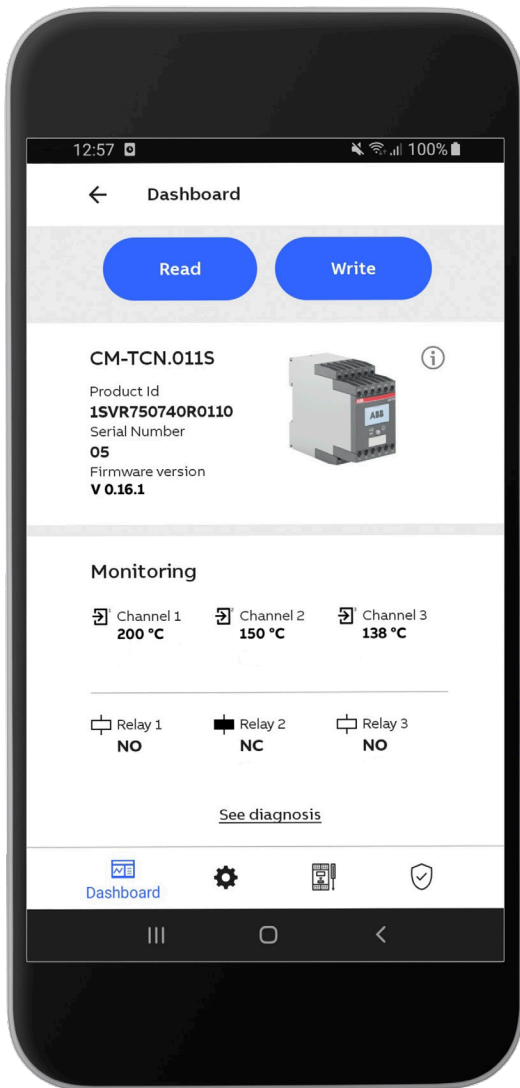 12:57 100%
Dashboard
Read Write
CM-TCN.011S
Product Id
1SVR750740R0110
Serial Number
05
Firmware version
V 0.16.1
ABB
Monitoring
Channel 1 Channel 2 Channel 3
200 °C 150 °C 138 °C
Relay 1 Relay 2 Relay 3
NO NC NO
See diagnosis
Dashboard